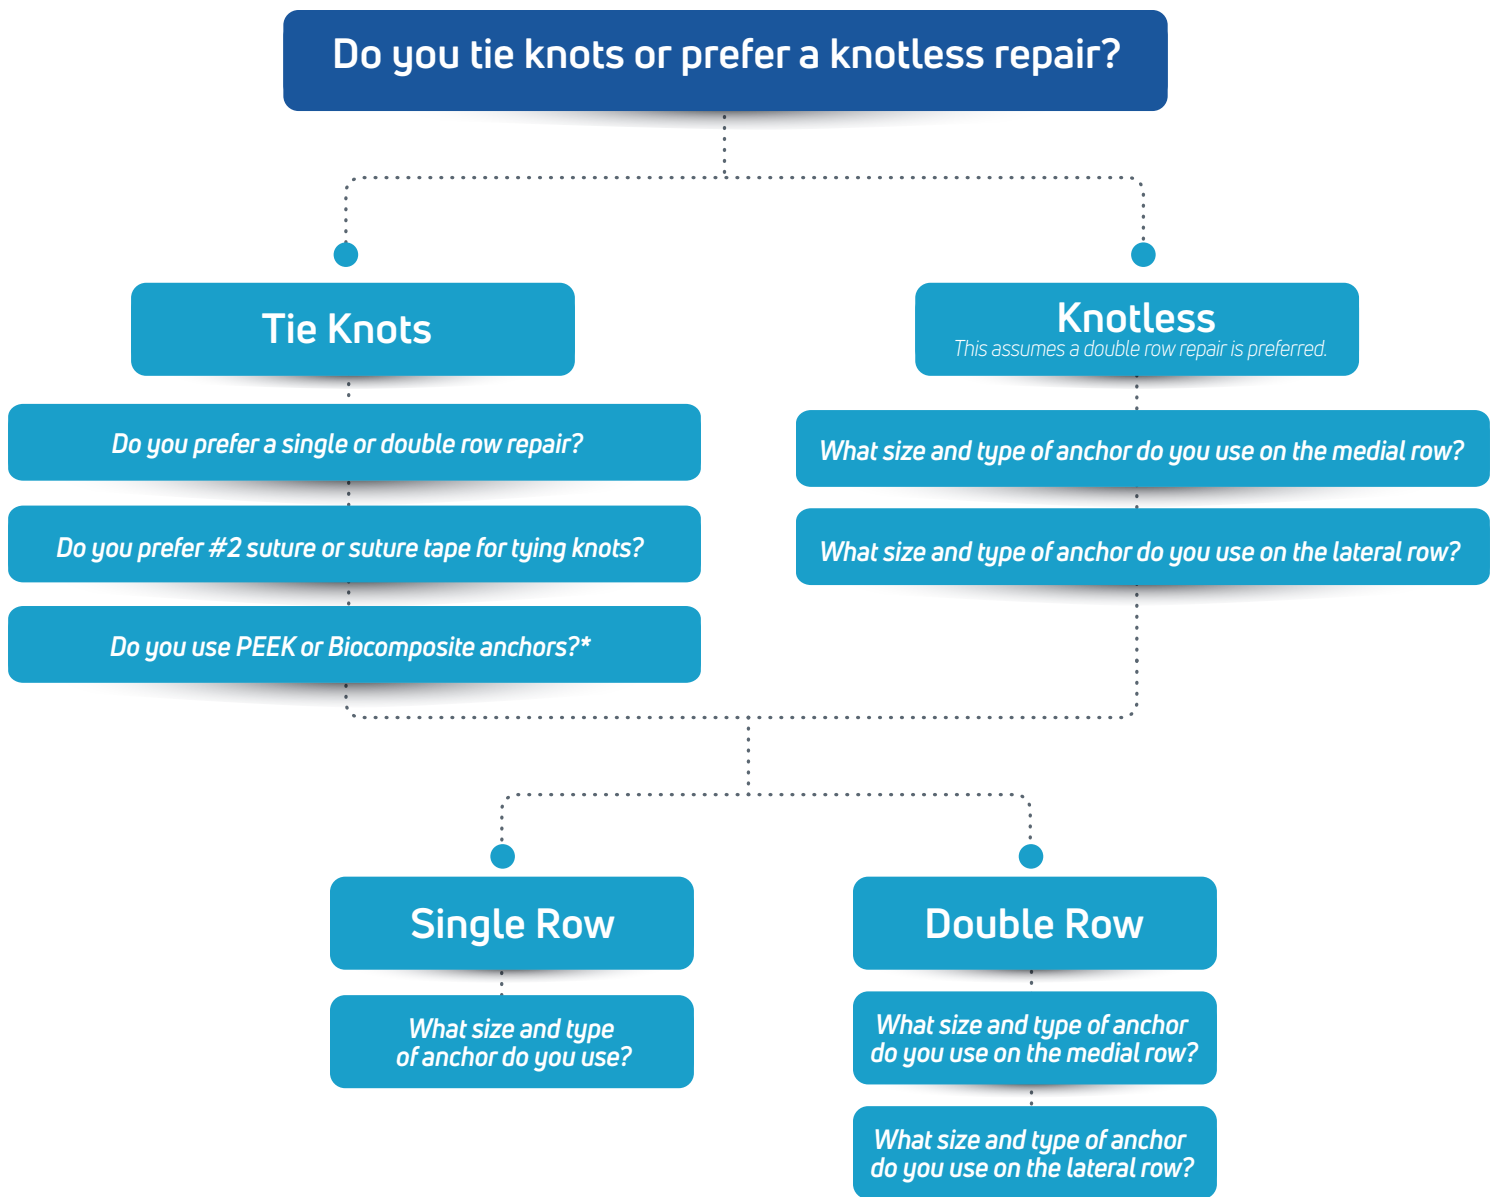 Do you tie knots or prefer a knotless repair?
Tie Knots
Do you prefer a single or double row repair?
Do you prefer #2 suture or suture tape for tying knots?
Do you use PEEK or Biocomposite anchors?*
Knotless
This assumes a double row repair is preferred.
What size and type of anchor do you use on the medial row?
What size and type of anchor do you use on the lateral row?
Single Row
What size and type
of anchor do you use?
Double Row
What size and type of anchor
do you use on the medial row?
What size and type of anchor
do you use on the lateral row?